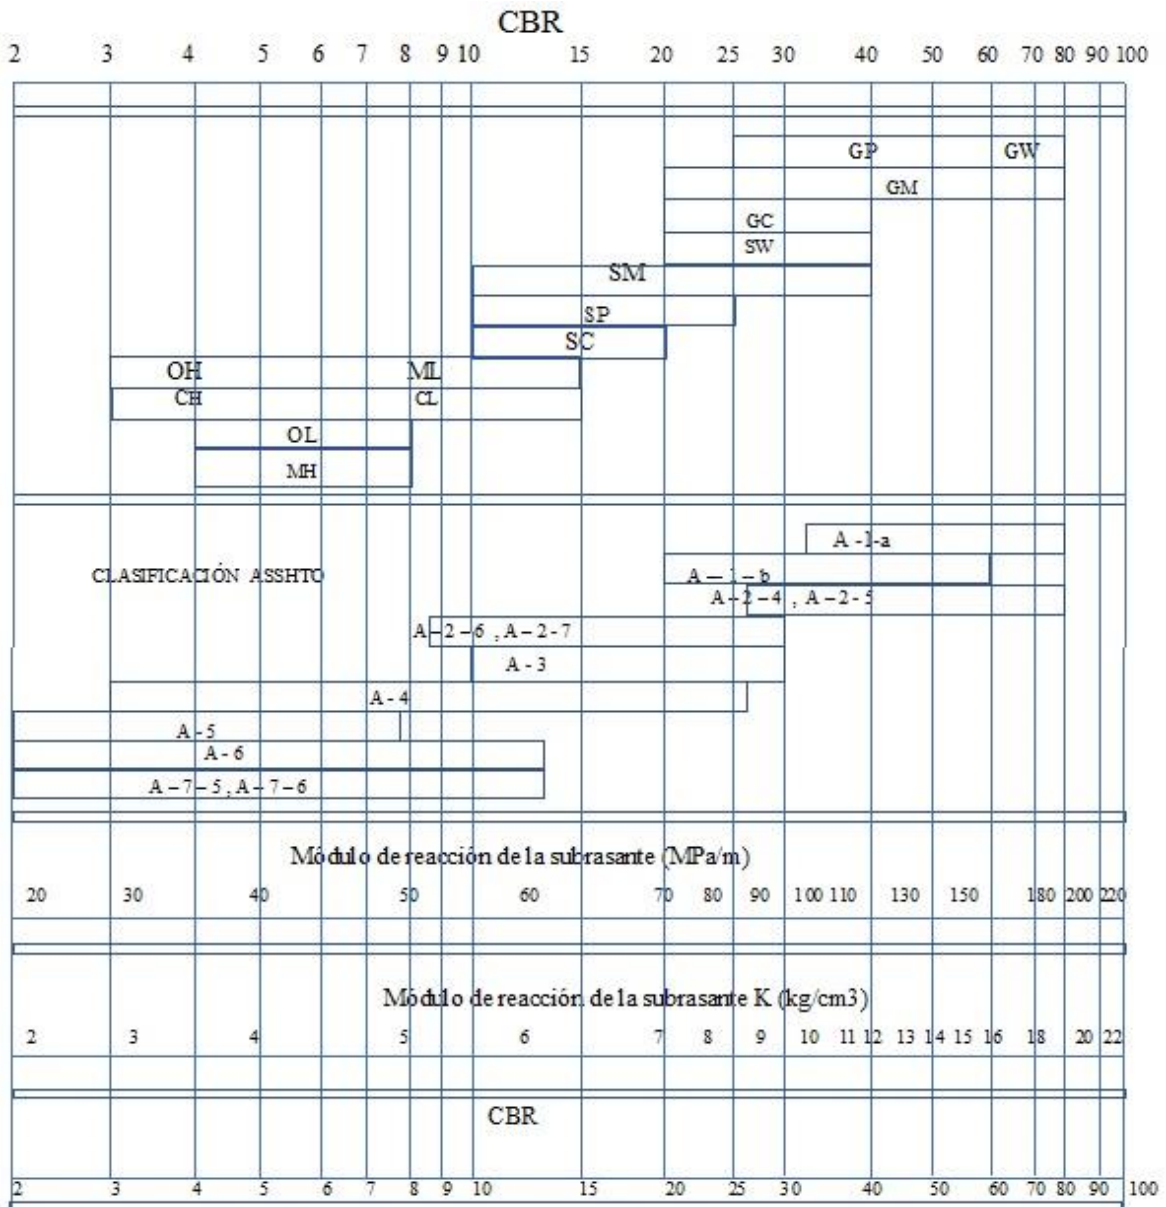 CBR
2 3 4 5 6 7 8 9 10 15 20 25 30 40 50 60 70 80 90 100
GP GW
GM
GC
SW
SM
SP
SC
OH ML
CH CL
OL
MH
A -1-a
CLASIFICACIÓN ASSHTO
A – 1 – b
A – 2 – 4 , A – 2 - 5
A – 2 – 6 , A – 2 - 7
A - 3
A - 4
A - 5
A - 6
A – 7 – 5 , A – 7 – 6
Módulo de reacción de la subrasante (MPa/m)
20 30 40 50 60 70 80 90 100 110 130 150 180 200 220
Módulo de reacción de la subrasante K (kg/cm3)
2 3 4 5 6 7 8 9 10 11 12 13 14 15 16 18 20 22
CBR
2 3 4 5 6 7 8 9 10 15 20 25 30 40 50 60 70 80 90 100